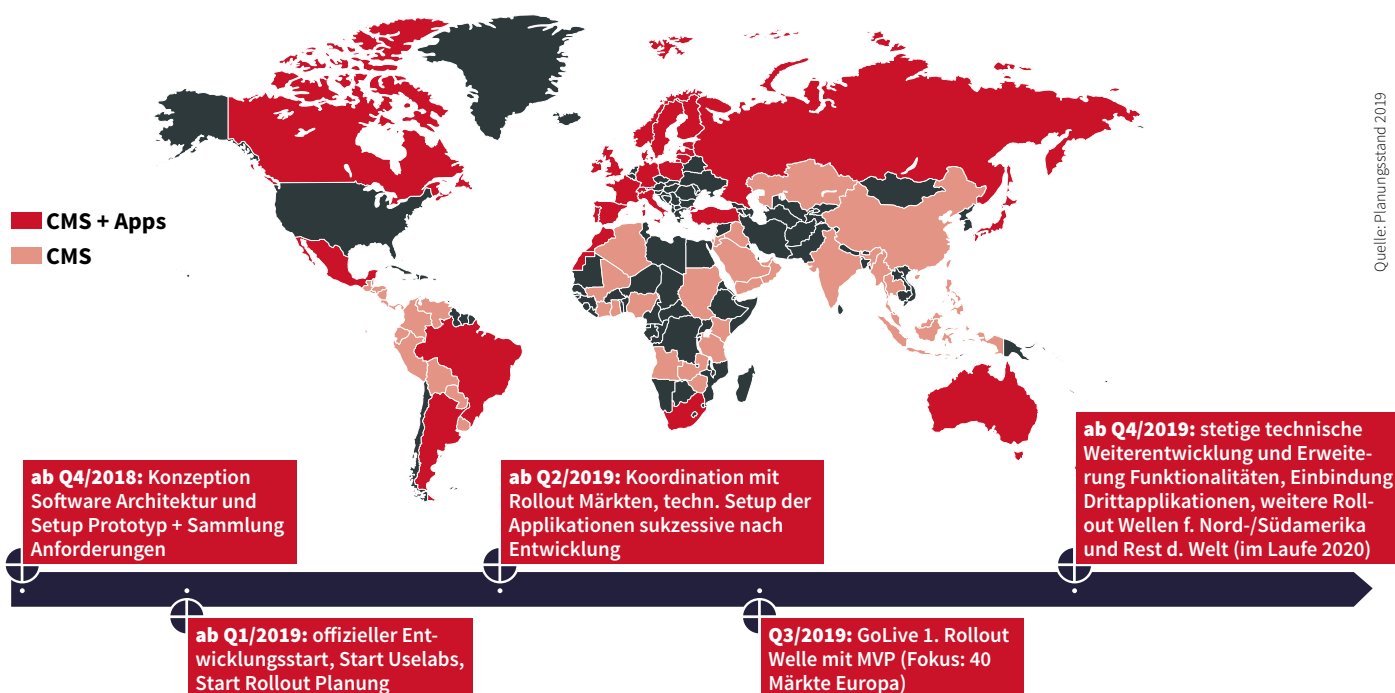 Quelle: Planungsstand 2019
CMS + Apps
CMS
ab Q4/2018: Konzeption
Software Architektur und
Setup Prototyp + Sammlung
Anforderungen
ab Q2/2019: Koordination mit
Rollout Märkten, techn. Setup der
Applikationen sukzessive nach
Entwicklung
ab Q4/2019: stetige technische
Weiterentwicklung und Erweite-
rung Funktionalitäten, Einbindung
Drittapplikationen, weitere Roll-
out Wellen f. Nord-/Südamerika
und Rest d. Welt (im Laufe 2020)
ab Q1/2019: offizieller Ent-
wicklungsstart, Start Uselabs,
Start Rollout Planung
Q3/2019: GoLive 1. Rollout
Welle mit MVP (Fokus: 40
Märkte Europa)